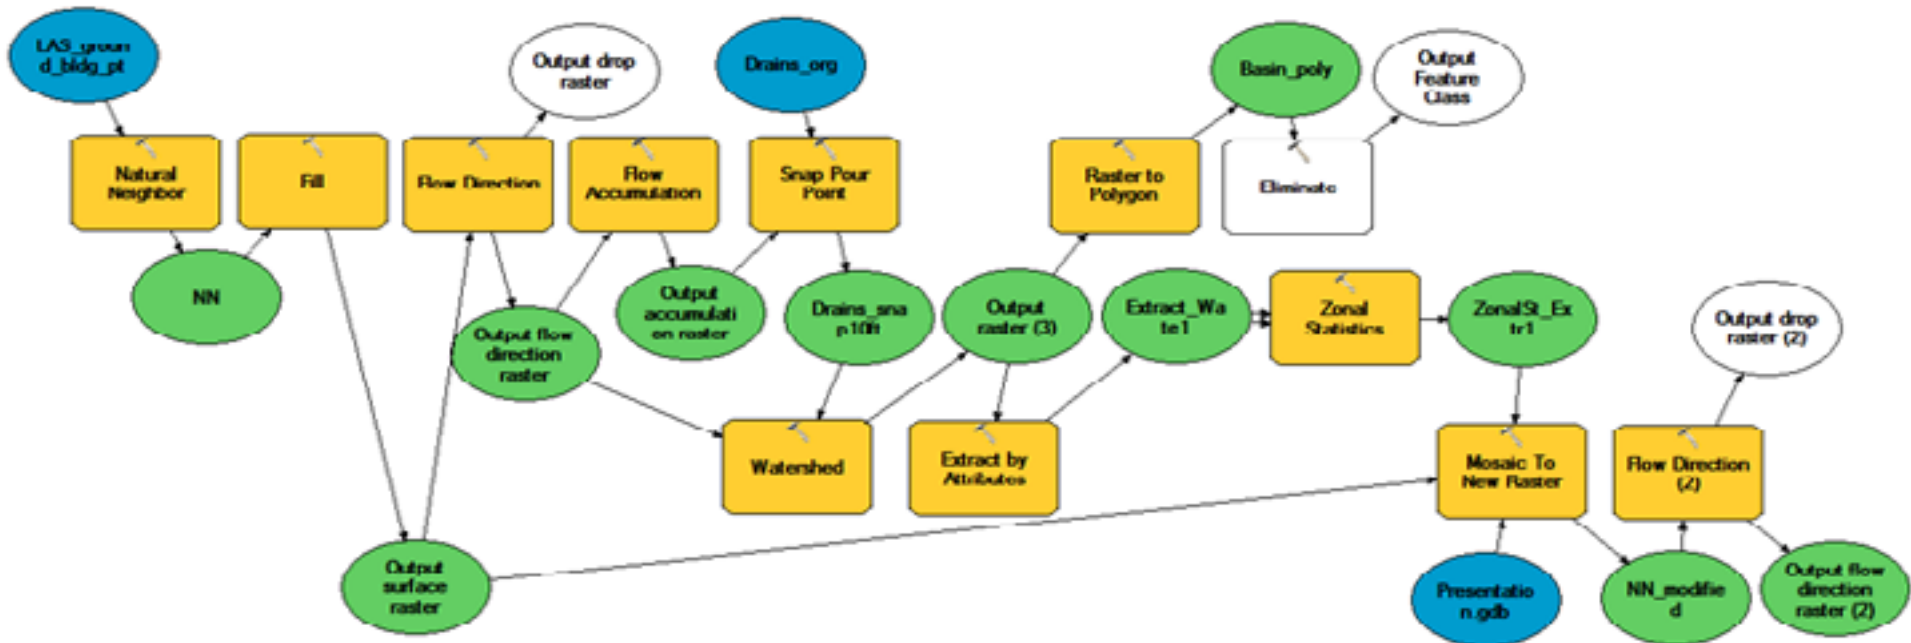 LAS_groun
d_bldg_pt
Output drop
raster
Drains_org
Basin_poly
Output
Feature
Class
Natural
Neighbor
Fill
Flow Direction
Flow
Accumulation
Snap Pour
Point
Raster to
Polygon
Eliminate
NN
Output flow
direction
raster
Output
accumulati
on raster
Drains_sna
p10ft
Output
raster (3)
Extract_Wa
te1
Zonal
Statistics
ZonalSt_Ex
tr1
Output drop
raster (2)
Watershed
Extract by
Attributes
Mosaic To
New Raster
Flow Direction
(2)
Output
surface
raster
Presentatio
n.gdb
NN_modifie
d
Output flow
direction
raster (2)